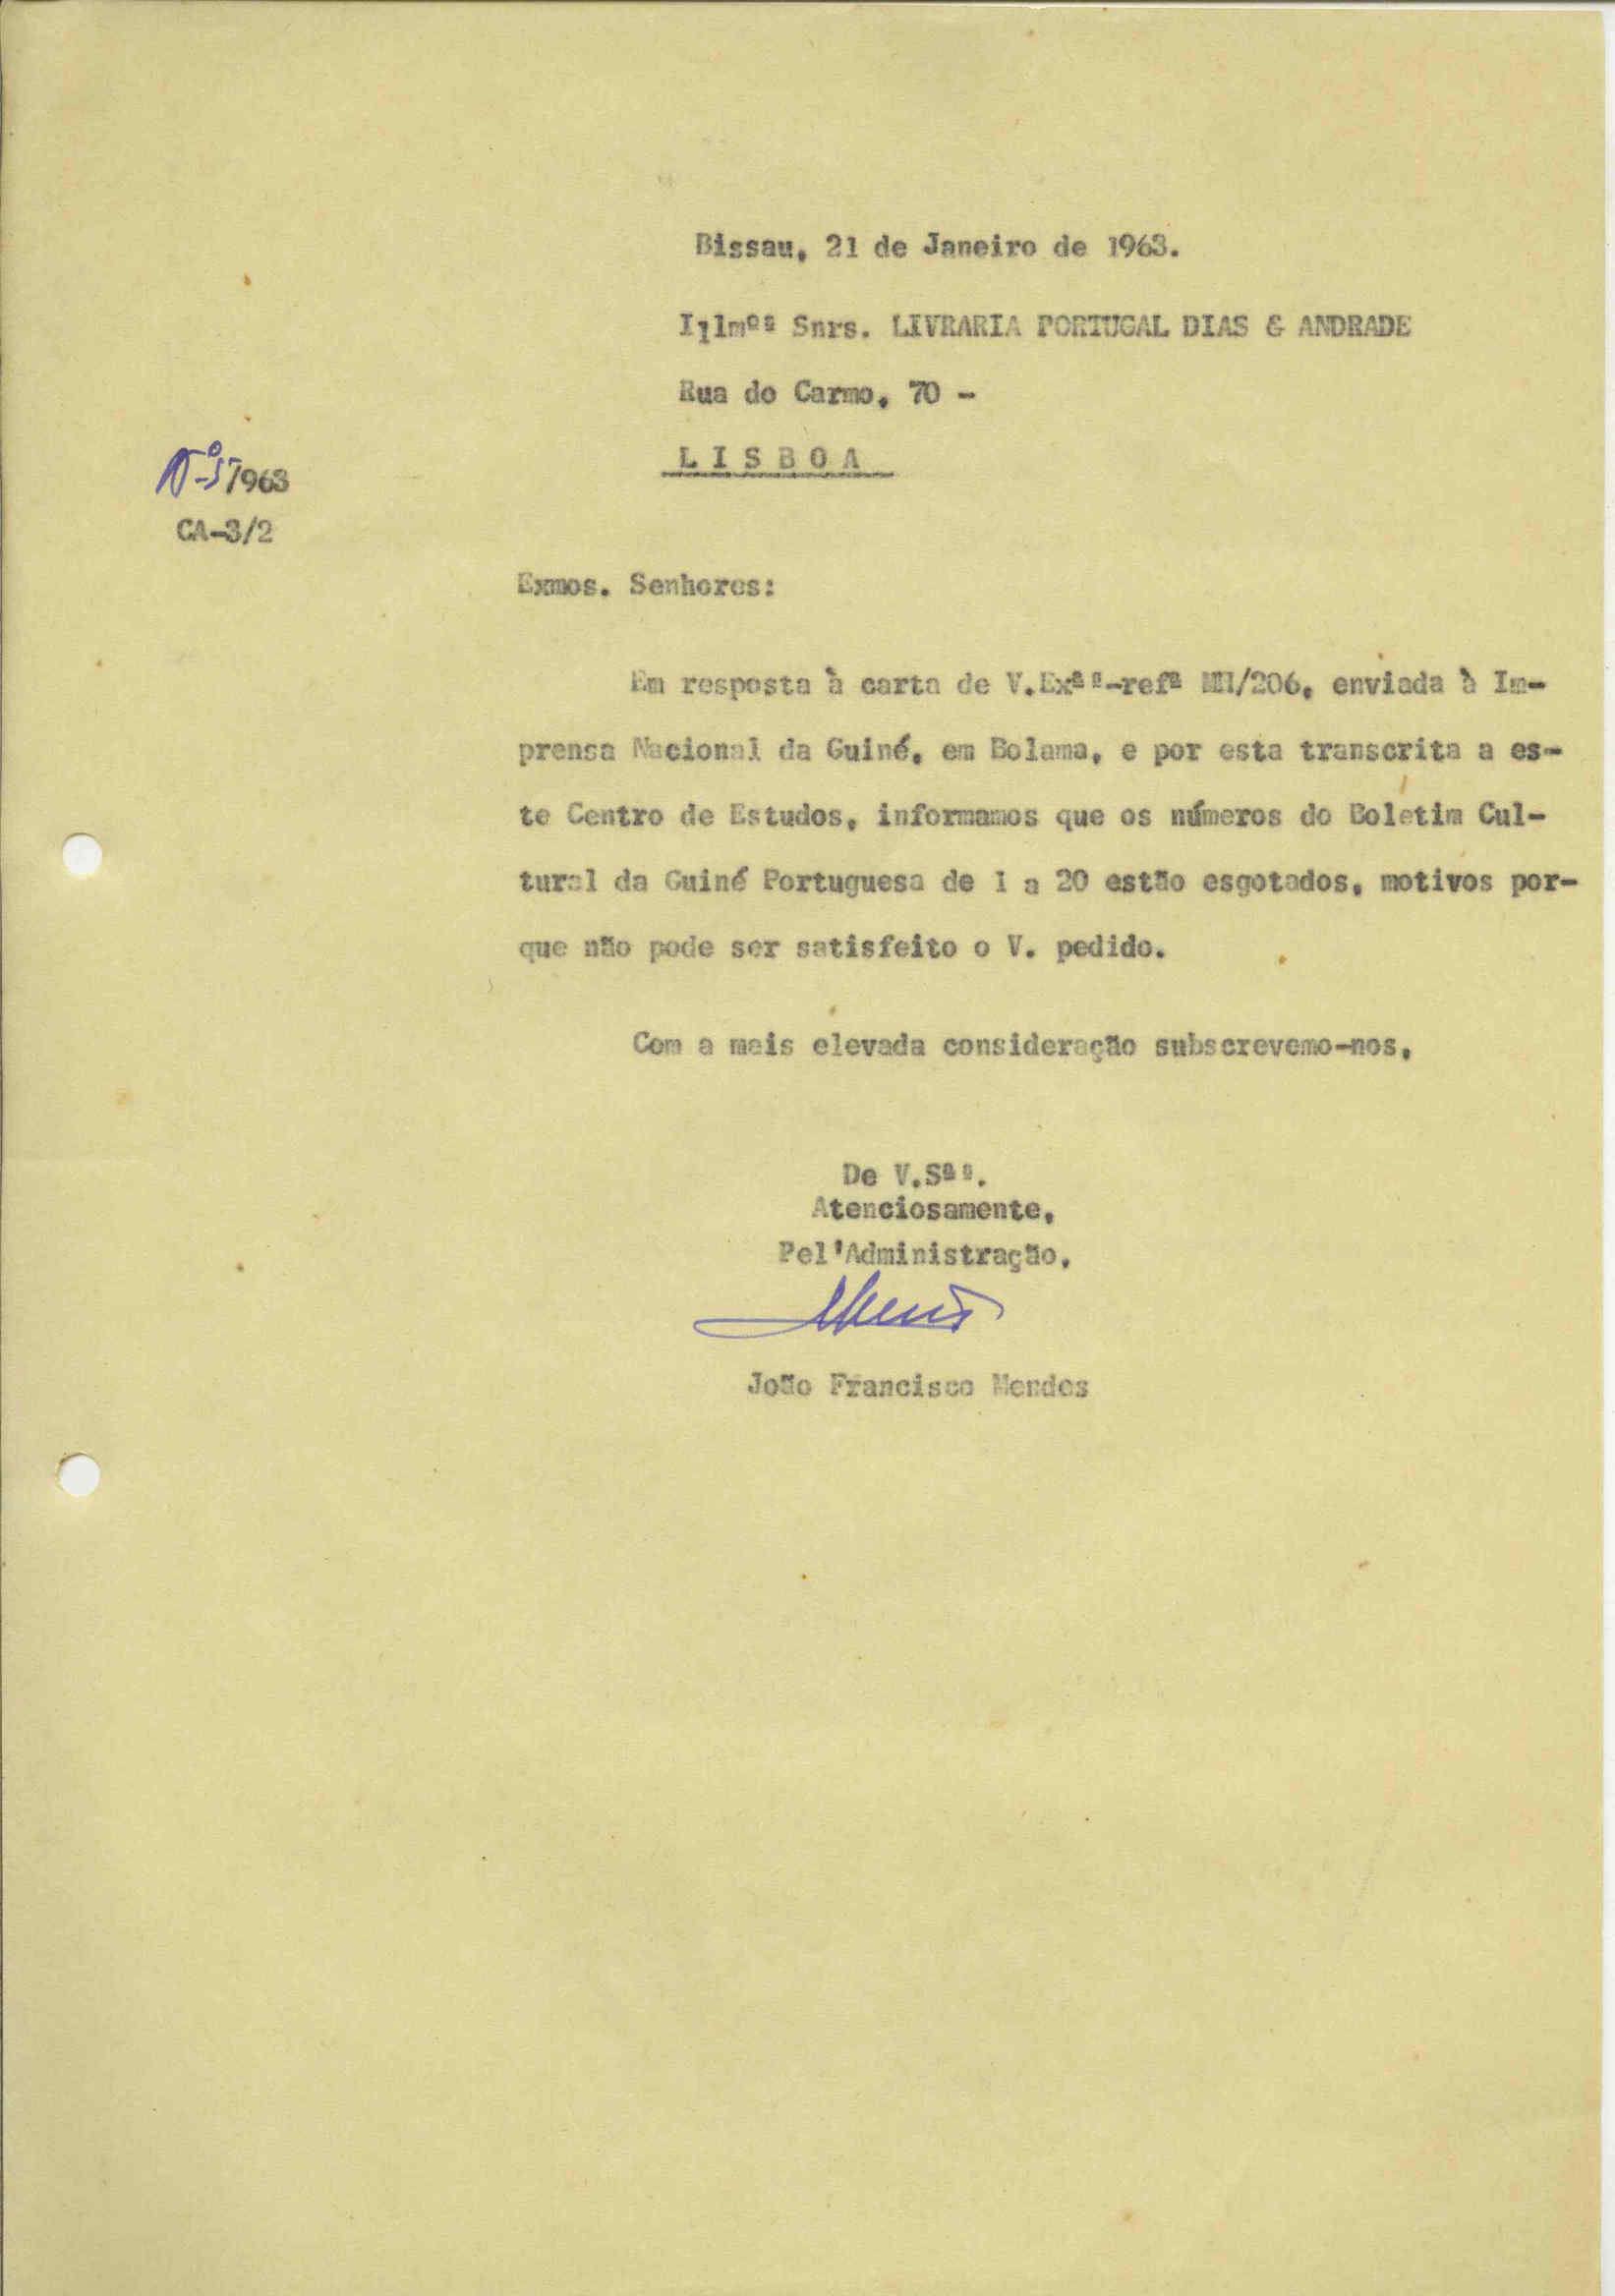 Bissau, 21 de Janeiro de 1963.
Illmºˢ Snrs. LIVRARIA PORTUGAL DIAS & ANDRADE
Rua do Carmo, 70 -
L I S B O A
Nº 5/963
CA-3/2
Exmos. Senhores:
Em resposta à carta de V.Exªˢ-refª /206, enviada à Im-
prensa Nacional da Guiné, em Bolama, e por esta transcrita a es-
te Centro de Estudos, informamos que os números do Boletim Cul-
tural da Guiné Portuguesa de 1 a 20 estão esgotados, motivos por-
que não pode ser satisfeito o V. pedido.
Com a mais elevada consideração subscrevemo-nos,
De V.Sªˢ.
Atenciosamente,
Pel'Administração,
João Francisco Mendes